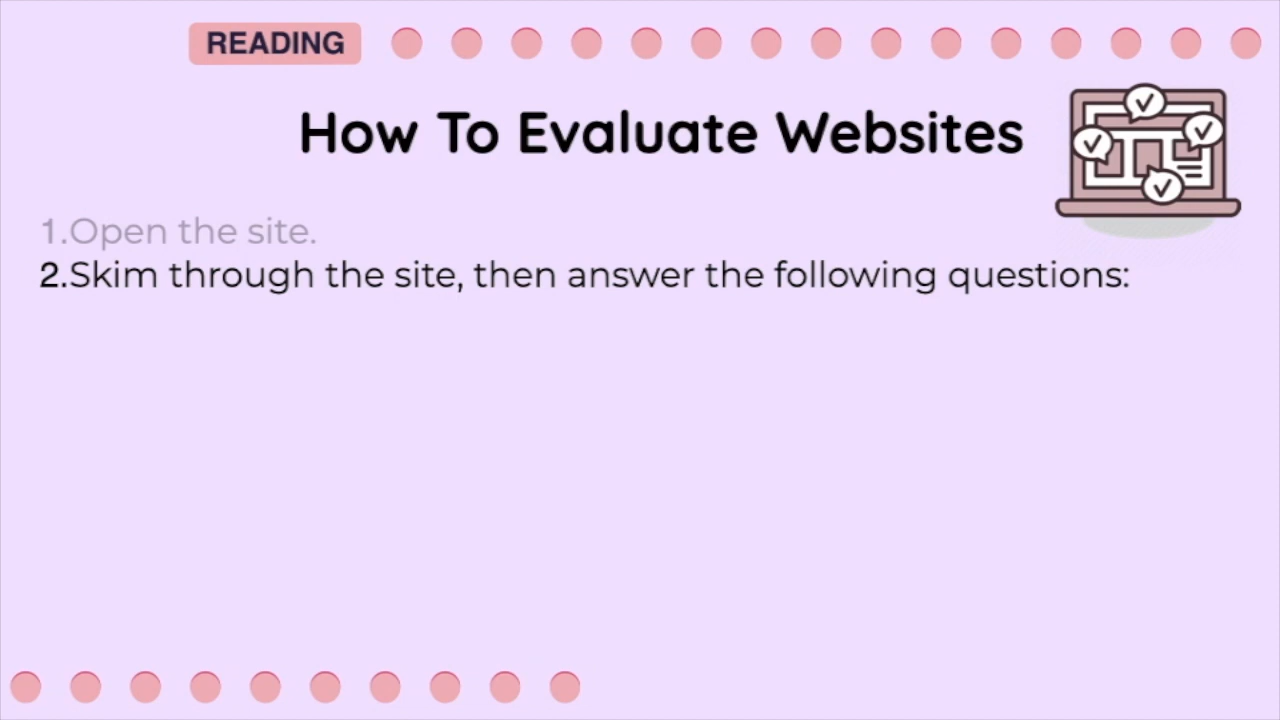 READING
How To Evaluate Websites
1.Open the site.
2.Skim through the site, then answer the following questions: